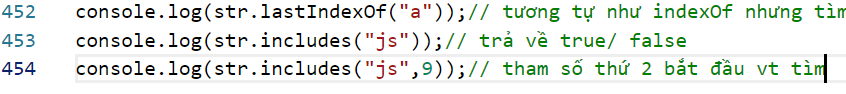 452 console.log(str.lastIndexOf("a"));// tương tự như indexOf nhưng tìm
453 console.log(str.includes("js"));// trả về true/ false
454 console.log(str.includes("js",9));// tham số thứ 2 bắt đầu vt tìm